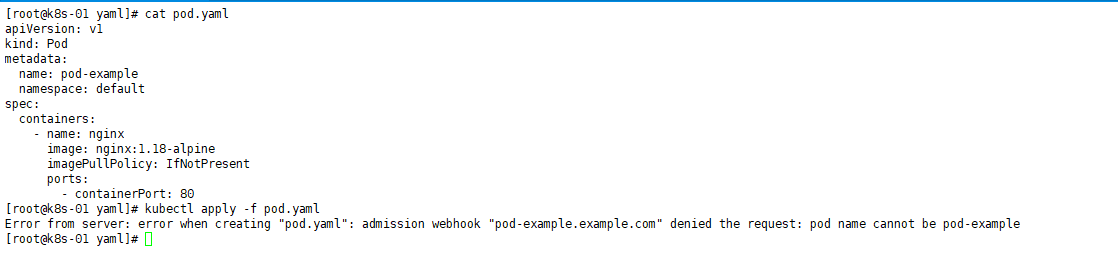 [root@k8s-01 yaml]# cat pod.yaml
apiVersion: v1
kind: Pod
metadata:
  name: pod-example
  namespace: default
spec:
  containers:
    - name: nginx
      image: nginx:1.18-alpine
      imagePullPolicy: IfNotPresent
      ports:
        - containerPort: 80
[root@k8s-01 yaml]# kubectl apply -f pod.yaml
Error from server: error when creating "pod.yaml": admission webhook "pod-example.example.com" denied the request: pod name cannot be pod-example
[root@k8s-01 yaml]#